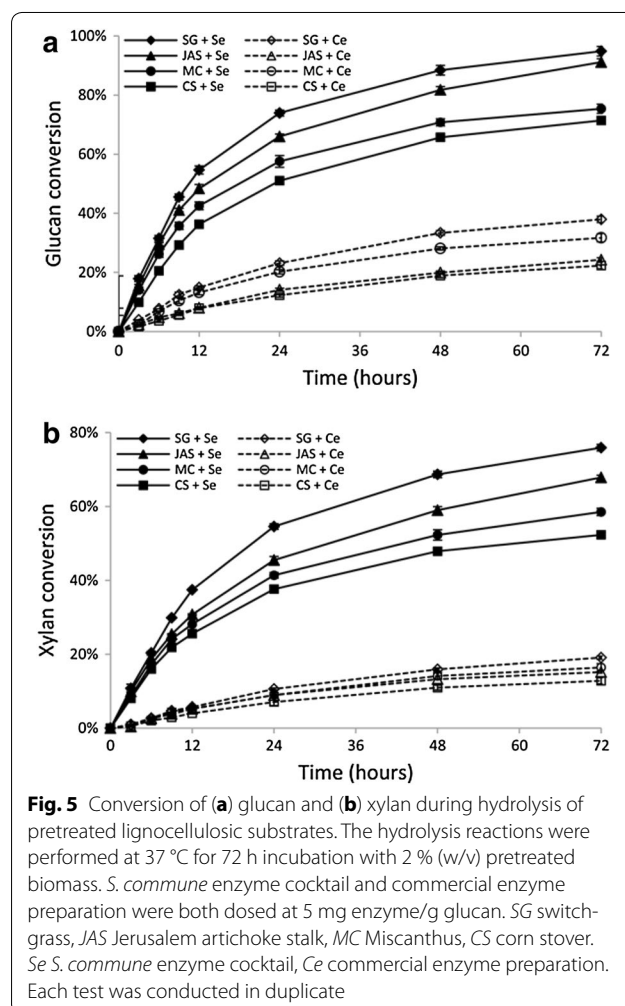 a
100%
80%
60%
40%
20%
0%
Glucan conversion
SG + Se
SG + Ce
JAS + Se
JAS + Ce
MC + Se
MC + Ce
CS + Se
CS + Ce
0 12 24 36 48 60 72
Time (hours)
b
80%
60%
40%
20%
0%
Xylan conversion
SG + Se
SG + Ce
JAS + Se
JAS + Ce
MC + Se
MC + Ce
CS + Se
CS + Ce
0 12 24 36 48 60 72
Time (hours)
Fig. 5 Conversion of (a) glucan and (b) xylan during hydrolysis of
pretreated lignocellulosic substrates. The hydrolysis reactions were
performed at 37 °C for 72 h incubation with 2 % (w/v) pretreated
biomass. S. commune enzyme cocktail and commercial enzyme
preparation were both dosed at 5 mg enzyme/g glucan. SG switch-
grass, JAS Jerusalem artichoke stalk, MC Miscanthus, CS corn stover.
Se S. commune enzyme cocktail, Ce commercial enzyme preparation.
Each test was conducted in duplicate